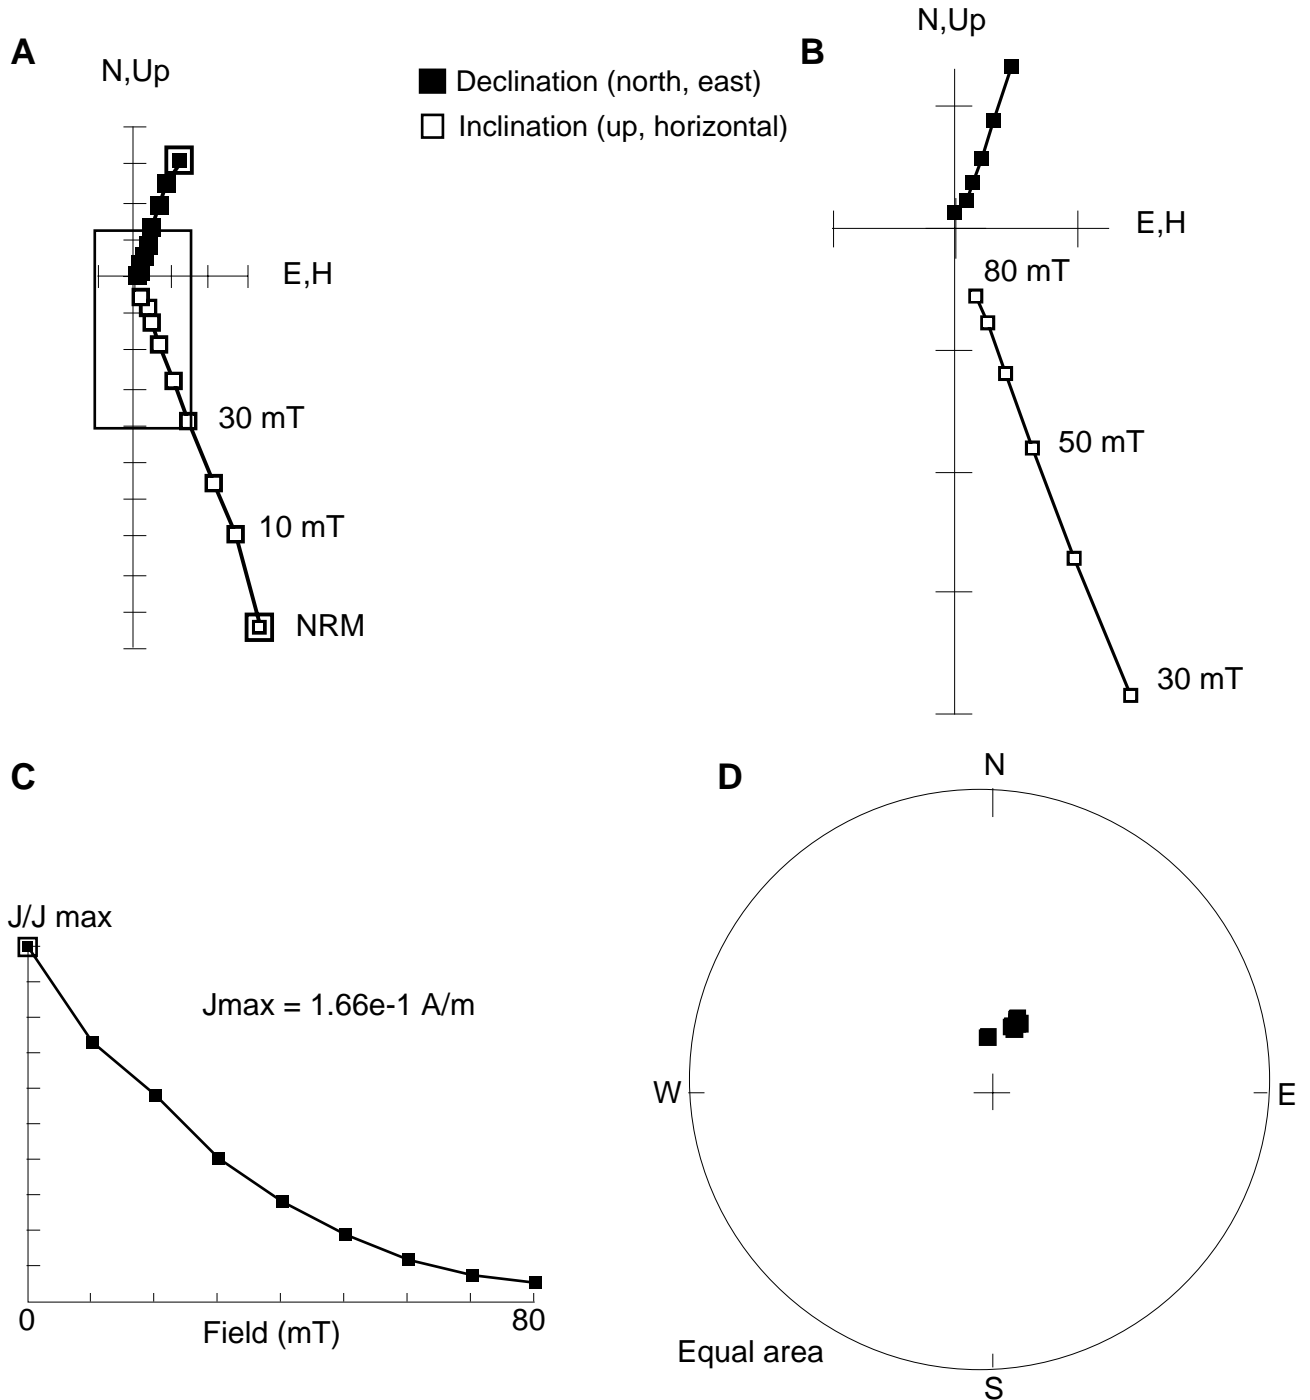 A
N,Up
Declination (north, east)
Inclination (up, horizontal)
E,H
30 mT
10 mT
NRM
B
N,Up
E,H
80 mT
50 mT
30 mT
C
J/J max
Jmax = 1.66e-1 A/m
0
Field (mT)
80
D
N
W
E
S
Equal area